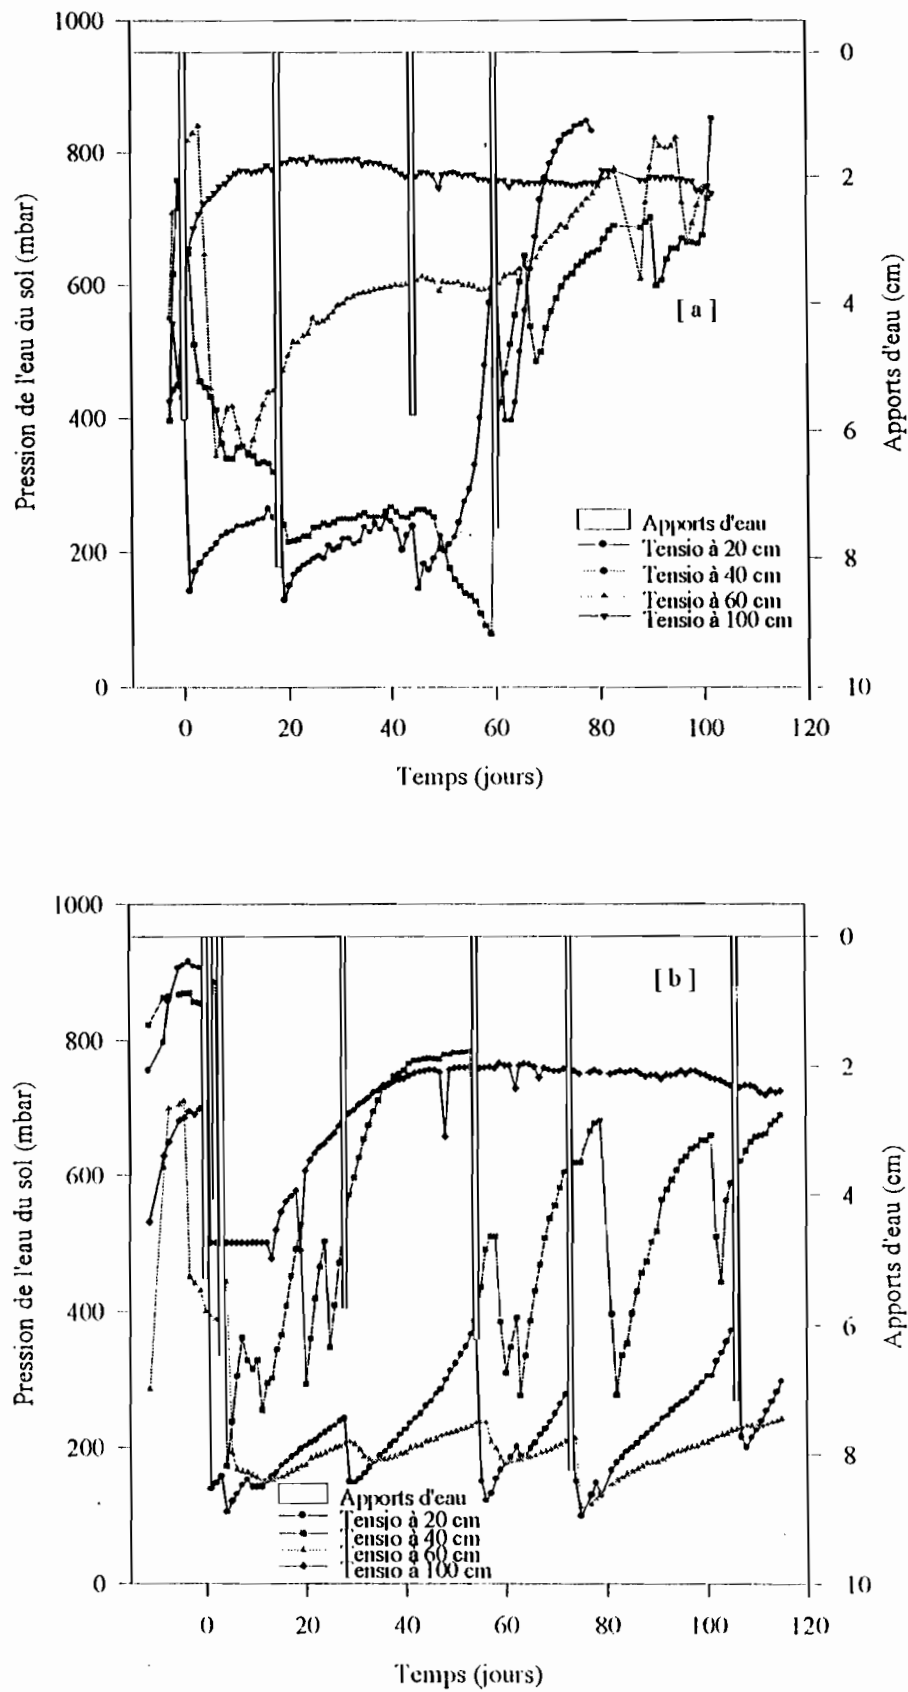 1000
800
600
400
200
0
Pression de l'eau du sol (mbar)
0
2
4
6
8
10
Apports d'eau (cm)
[ a ]
Apports d'eau
Tensio à 20 cm
Tensio à 40 cm
Tensio à 60 cm
Tensio à 100 cm
0 20 40 60 80 100 120
Temps (jours)
1000
800
600
400
200
0
Pression de l'eau du sol (mbar)
0
2
4
6
8
10
Apports d'eau (cm)
[ b ]
Apports d'eau
Tensio à 20 cm
Tensio à 40 cm
Tensio à 60 cm
Tensio à 100 cm
0 20 40 60 80 100 120
Temps (jours)